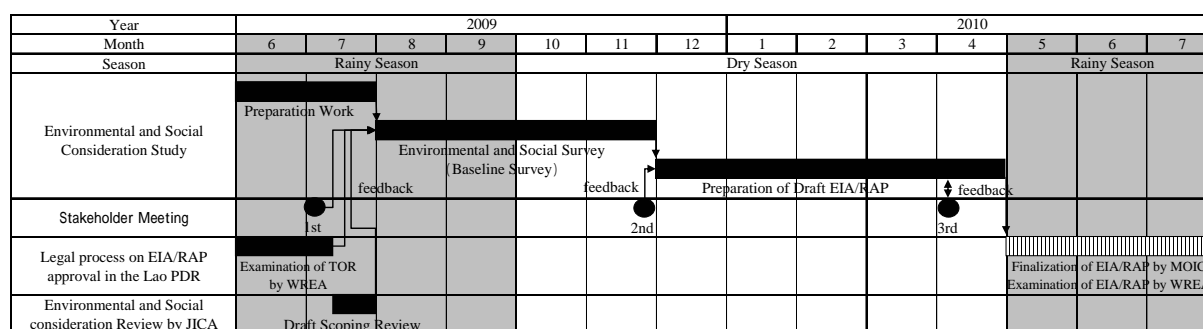 Year 2009 2010
Month 6 7 8 9 10 11 12 1 2 3 4 5 6 7
Season Rainy Season Dry Season Rainy Season
Environmental and Social
Consideration Study
Preparation Work
Environmental and Social Survey
(Baseline Survey)
Preparation of Draft EIA/RAP
feedback feedback feedback
Stakeholder Meeting
1st 2nd 3rd
Legal process on EIA/RAP
approval in the Lao PDR
Examination of TOR
by WREA
Finalization of EIA/RAP by MOIC
Examination of EIA/RAP by WREA
Environmental and Social
consideration Review by JICA
Draft Scoping Review